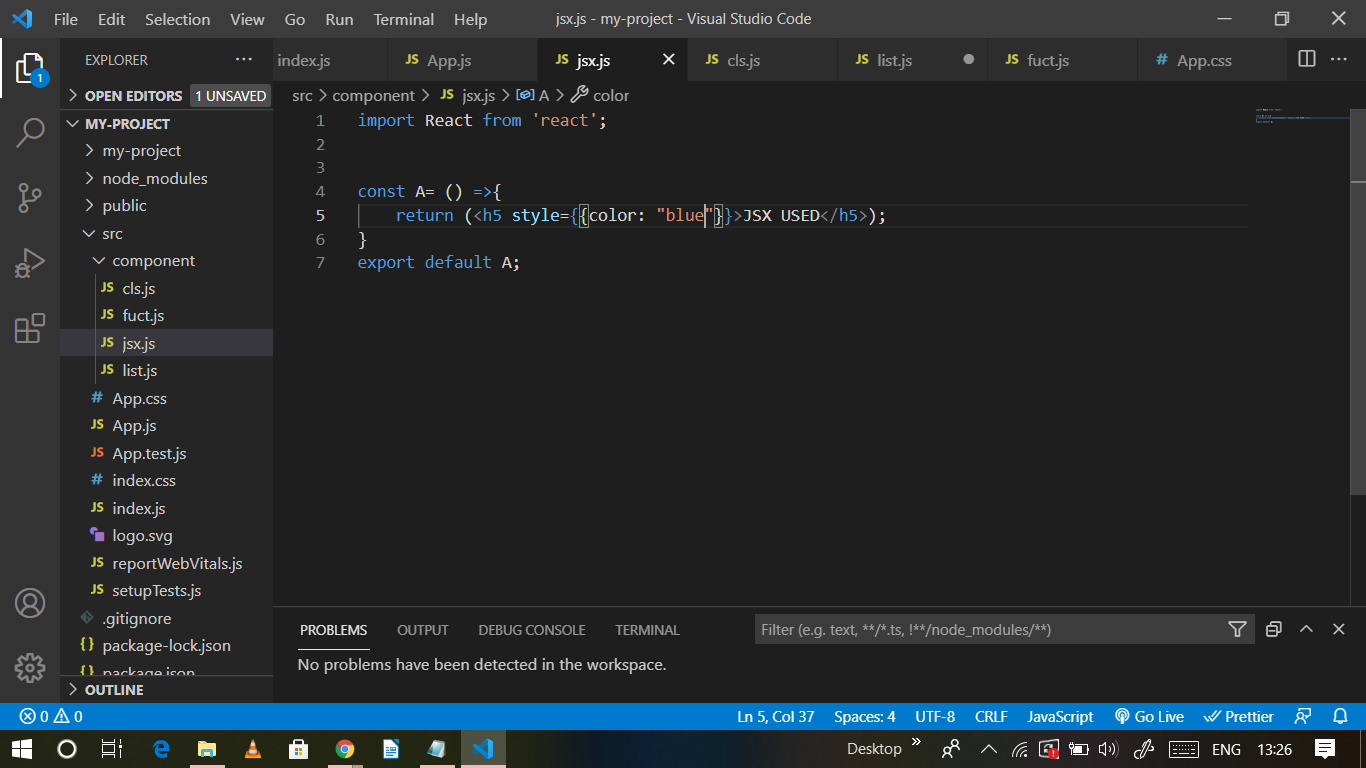 File Edit Selection View Go Run Terminal Help jsx.js - my-project - Visual Studio Code
EXPLORER ··· index.js JS App.js JS jsx.js JS cls.js JS list.js JS fuct.js # App.css ···
1
OPEN EDITORS 1 UNSAVED
src > component > JS jsx.js > A > color
MY-PROJECT
my-project
node_modules
public
src
component
JS cls.js
JS fuct.js
JS jsx.js
JS list.js
# App.css
JS App.js
JS App.test.js
# index.css
JS index.js
logo.svg
JS reportWebVitals.js
JS setupTests.js
.gitignore
{} package-lock.json
{} package.json
OUTLINE
1 import React from 'react';
2
3
4 const A= () =>{
5 return (<h5 style={{color: "blue"}}>JSX USED</h5>);
6 }
7 export default A;
PROBLEMS OUTPUT DEBUG CONSOLE TERMINAL Filter (e.g. text, **/*.ts, !**/node_modules/**)
No problems have been detected in the workspace.
0 0 Ln 5, Col 37 Spaces: 4 UTF-8 CRLF JavaScript Go Live Prettier
Desktop » ENG 13:26